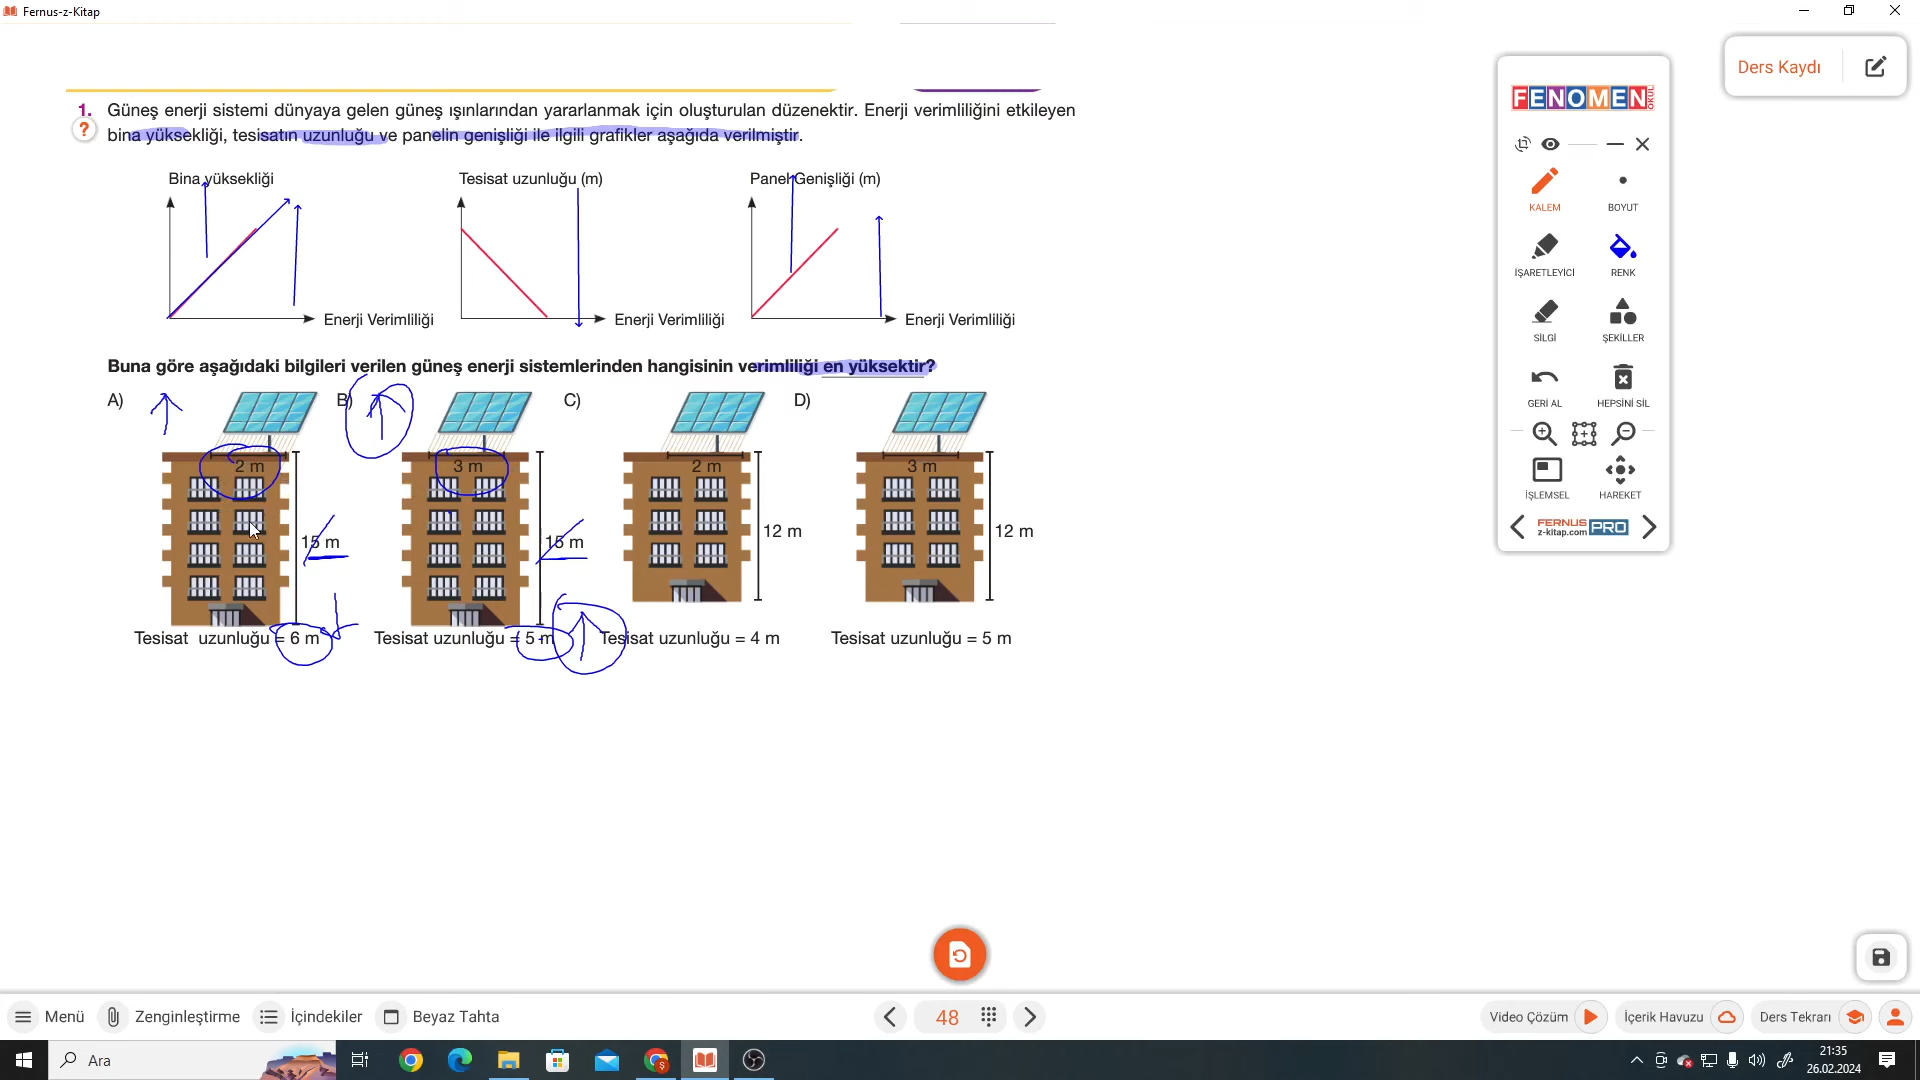 Fernus-z-Kitap
Ders Kaydı
1. Güneş enerji sistemi dünyaya gelen güneş ışınlarından yararlanmak için oluşturulan düzenektir. Enerji verimliliğini etkileyen
? bina yüksekliği, tesisatın uzunluğu ve panelin genişliği ile ilgili grafikler aşağıda verilmiştir.
Bina yüksekliği
Enerji Verimliliği
Tesisat uzunluğu (m)
Enerji Verimliliği
Panel Genişliği (m)
Enerji Verimliliği
Buna göre aşağıdaki bilgileri verilen güneş enerji sistemlerinden hangisinin verimliliği en yüksektir?
A)
2 m
15 m
Tesisat uzunluğu = 6 m
B)
3 m
15 m
Tesisat uzunluğu = 5 m
C)
2 m
12 m
Tesisat uzunluğu = 4 m
D)
3 m
12 m
Tesisat uzunluğu = 5 m
FENOMEN OKUL
KALEM
BOYUT
İŞARETLEYİCİ
RENK
SİLGİ
ŞEKİLLER
GERİ AL
HEPSİNİ SİL
İŞLEMSEL
HAREKET
FERNUS PRO
z-kitap.com
Menü
Zenginleştirme
İçindekiler
Beyaz Tahta
48
Video Çözüm
İçerik Havuzu
Ders Tekrarı
Ara
21:35
26.02.2024